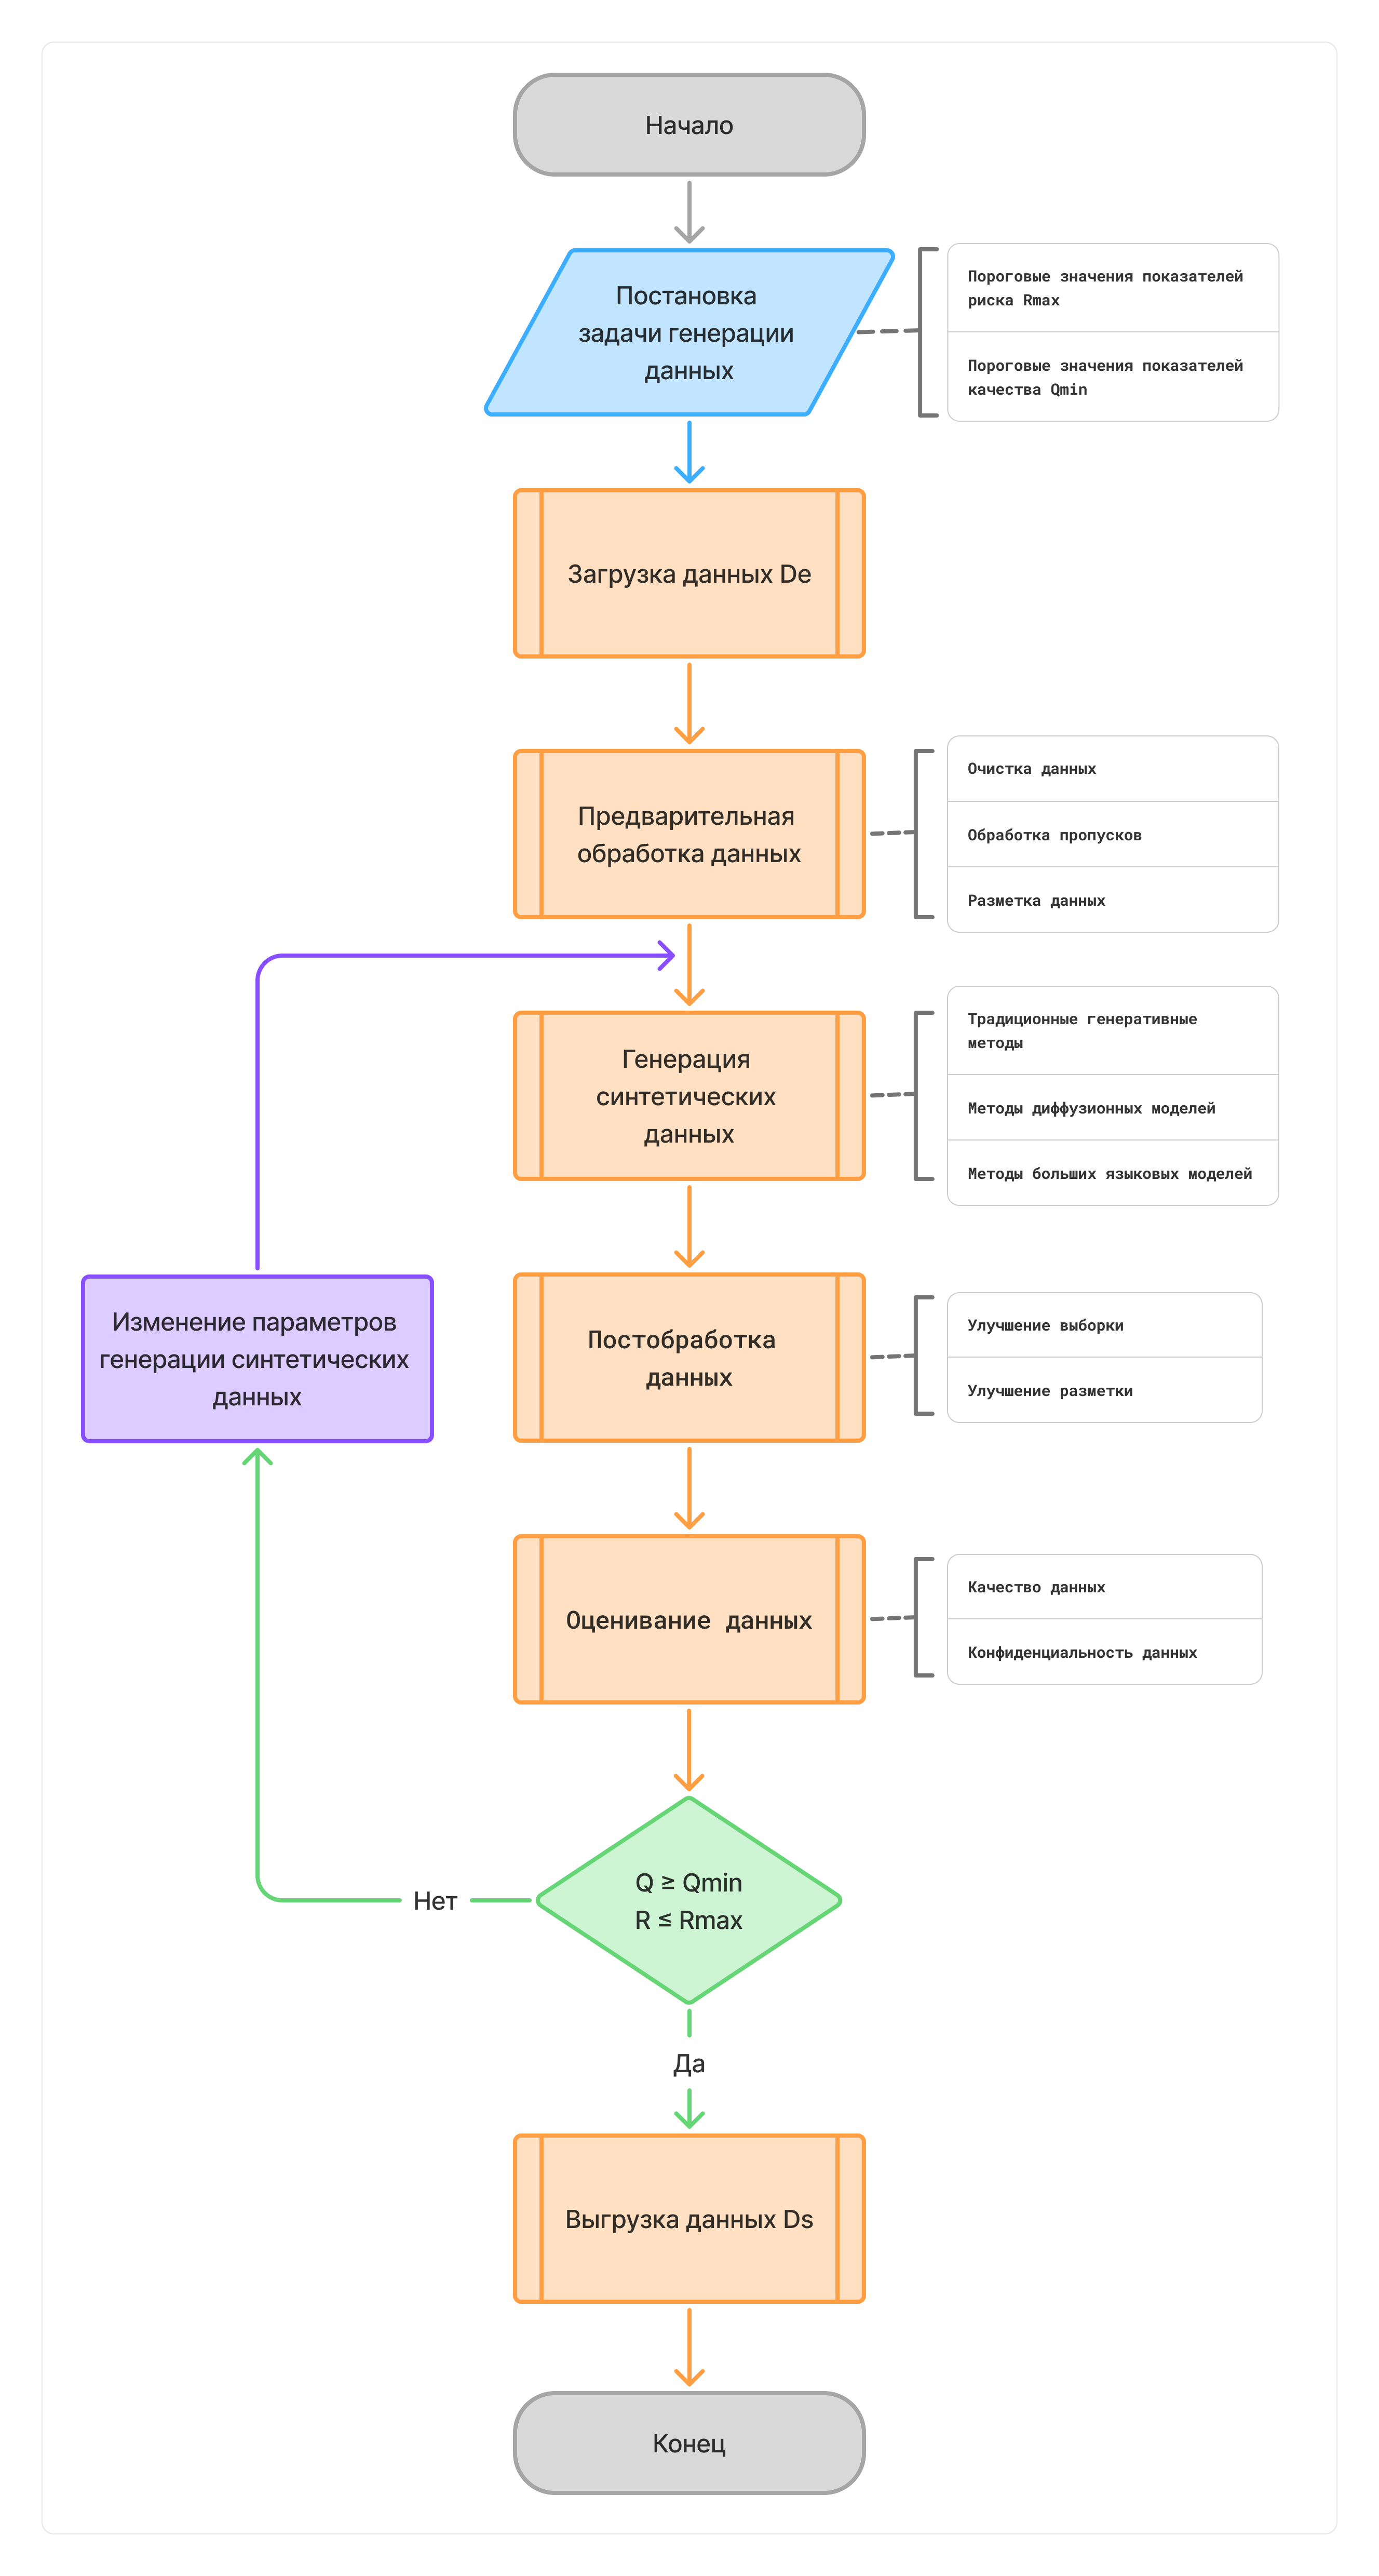 Начало
Постановка
задачи генерации
данных
Пороговые значения показателей
риска Rmax
Пороговые значения показателей
качества Qmin
Загрузка данных De
Предварительная
обработка данных
Очистка данных
Обработка пропусков
Разметка данных
Генерация
синтетических
данных
Традиционные генеративные
методы
Методы диффузионных моделей
Методы больших языковых моделей
Изменение параметров
генерации синтетических
данных
Постобработка
данных
Улучшение выборки
Улучшение разметки
Оценивание данных
Качество данных
Конфиденциальность данных
Q ≥ Qmin
R ≤ Rmax
Нет
Да
Выгрузка данных Ds
Конец